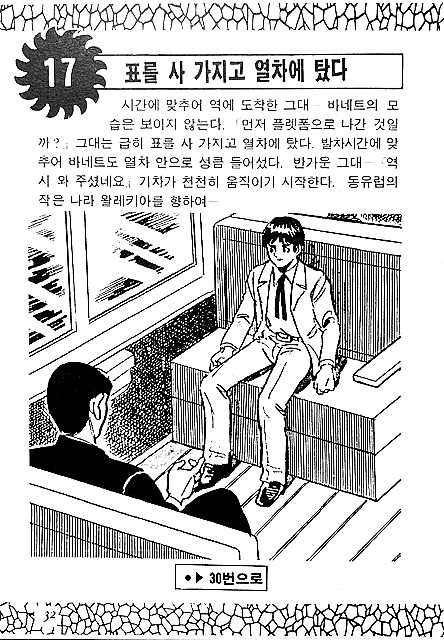 17
표를 사 가지고 열차에 탔다
시간에 맞추어 역에 도착한 그대— 바네트의 모
습은 보이지 않는다. 「먼저 플렛폼으로 나간 것일
까?」 그대는 급히 표를 사 가지고 열차에 탔다. 발차시간에 맞
추어 바네트도 열차 안으로 성큼 들어섰다. 반가운 그대— 「역
시 와 주셨네요」 기차가 천천히 움직이기 시작한다. 동유럽의
작은 나라 왈레키아를 향하여—
●▶ 30번으로
32